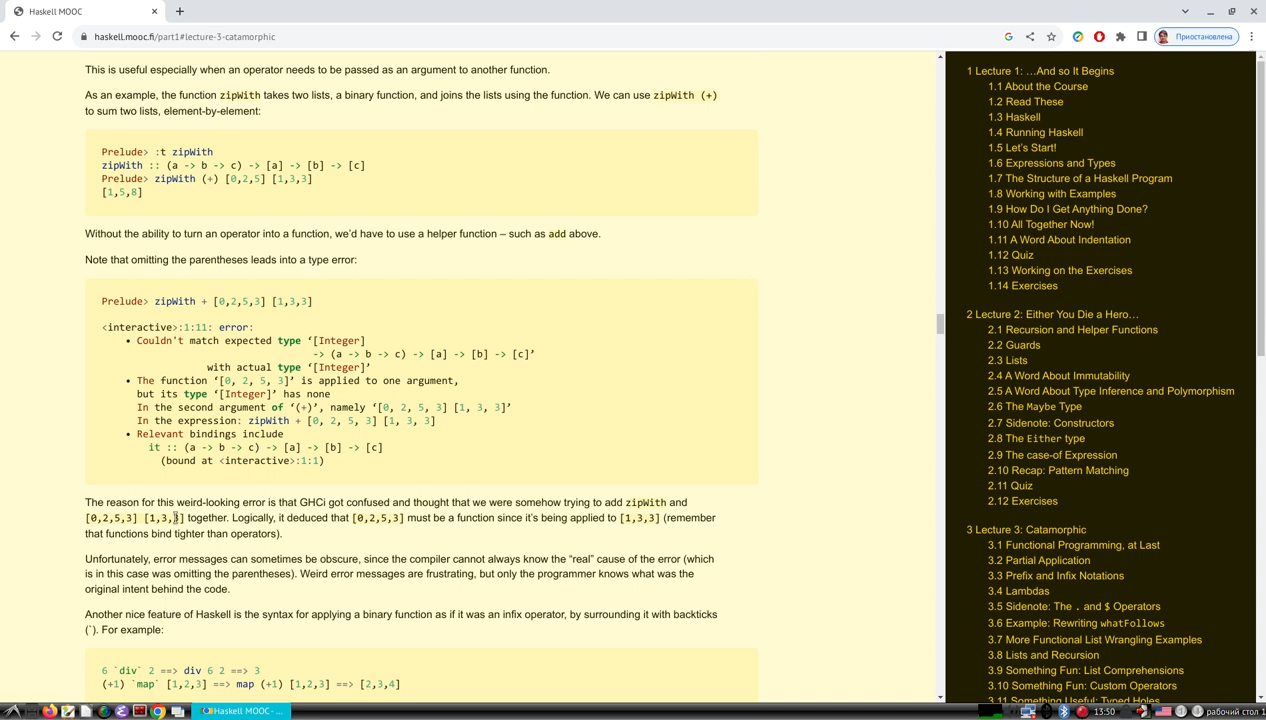 Haskell MOOC
haskell.mooc.fi/part1#lecture-3-catamorphic
Приостановлена
This is useful especially when an operator needs to be passed as an argument to another function.
As an example, the function zipWith takes two lists, a binary function, and joins the lists using the function. We can use zipWith (+)
to sum two lists, element-by-element:
Prelude> :t zipWith
zipWith :: (a -> b -> c) -> [a] -> [b] -> [c]
Prelude> zipWith (+) [0,2,5] [1,3,3]
[1,5,8]
Without the ability to turn an operator into a function, we'd have to use a helper function – such as add above.
Note that omitting the parentheses leads into a type error:
Prelude> zipWith + [0,2,5,3] [1,3,3]
<interactive>:1:11: error:
• Couldn't match expected type ‘[Integer]
-> (a -> b -> c) -> [a] -> [b] -> [c]’
with actual type ‘[Integer]’
• The function ‘[0, 2, 5, 3]’ is applied to one argument,
but its type ‘[Integer]’ has none
In the second argument of ‘(+)’, namely ‘[0, 2, 5, 3] [1, 3, 3]’
In the expression: zipWith + [0, 2, 5, 3] [1, 3, 3]
• Relevant bindings include
it :: (a -> b -> c) -> [a] -> [b] -> [c]
(bound at <interactive>:1:1)
The reason for this weird-looking error is that GHCi got confused and thought that we were somehow trying to add zipWith and
[0,2,5,3] [1,3,3] together. Logically, it deduced that [0,2,5,3] must be a function since it's being applied to [1,3,3] (remember
that functions bind tighter than operators).
Unfortunately, error messages can sometimes be obscure, since the compiler cannot always know the “real” cause of the error (which
is in this case was omitting the parentheses). Weird error messages are frustrating, but only the programmer knows what was the
original intent behind the code.
Another nice feature of Haskell is the syntax for applying a binary function as if it was an infix operator, by surrounding it with backticks
(`). For example:
6 `div` 2 ==> div 6 2 ==> 3
(+1) `map` [1,2,3] ==> map (+1) [1,2,3] ==> [2,3,4]
1 Lecture 1: …And so It Begins
1.1 About the Course
1.2 Read These
1.3 Haskell
1.4 Running Haskell
1.5 Let's Start!
1.6 Expressions and Types
1.7 The Structure of a Haskell Program
1.8 Working with Examples
1.9 How Do I Get Anything Done?
1.10 All Together Now!
1.11 A Word About Indentation
1.12 Quiz
1.13 Working on the Exercises
1.14 Exercises
2 Lecture 2: Either You Die a Hero…
2.1 Recursion and Helper Functions
2.2 Guards
2.3 Lists
2.4 A Word About Immutability
2.5 A Word About Type Inference and Polymorphism
2.6 The Maybe Type
2.7 Sidenote: Constructors
2.8 The Either type
2.9 The case-of Expression
2.10 Recap: Pattern Matching
2.11 Quiz
2.12 Exercises
3 Lecture 3: Catamorphic
3.1 Functional Programming, at Last
3.2 Partial Application
3.3 Prefix and Infix Notations
3.4 Lambdas
3.5 Sidenote: The . and $ Operators
3.6 Example: Rewriting whatFollows
3.7 More Functional List Wrangling Examples
3.8 Lists and Recursion
3.9 Something Fun: List Comprehensions
3.10 Something Fun: Custom Operators
3.11 Something Useful: Typed Holes
Haskell MOOC - ...
13:50
рабочий стол 1